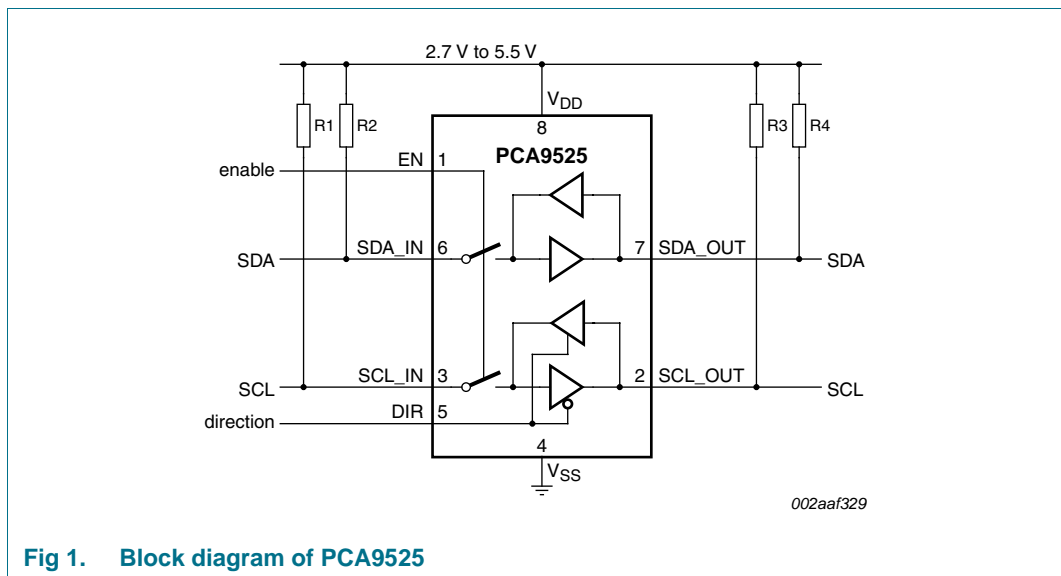 2.7 V to 5.5 V
VDD
8
R1
R2
R3
R4
PCA9525
EN 1
enable
SDA_IN 6
7 SDA_OUT
SDA
SDA
SCL_IN 3
2 SCL_OUT
SCL
SCL
DIR 5
direction
4
VSS
002aaf329
Fig 1. Block diagram of PCA9525